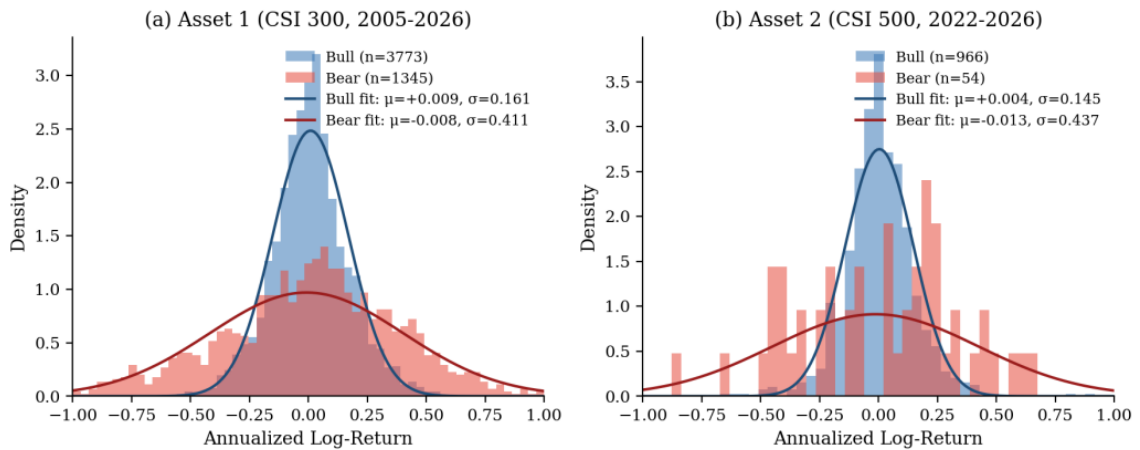 (a) Asset 1 (CSI 300, 2005-2026)
Bull (n=3773)
Bear (n=1345)
Bull fit: μ=+0.009, σ=0.161
Bear fit: μ=-0.008, σ=0.411
3.0
2.5
2.0
1.5
1.0
0.5
0.0
Density
−1.00 −0.75 −0.50 −0.25 0.00 0.25 0.50 0.75 1.00
Annualized Log-Return
(b) Asset 2 (CSI 500, 2022-2026)
Bull (n=966)
Bear (n=54)
Bull fit: μ=+0.004, σ=0.145
Bear fit: μ=-0.013, σ=0.437
3.5
3.0
2.5
2.0
1.5
1.0
0.5
0.0
Density
−1.00 −0.75 −0.50 −0.25 0.00 0.25 0.50 0.75 1.00
Annualized Log-Return